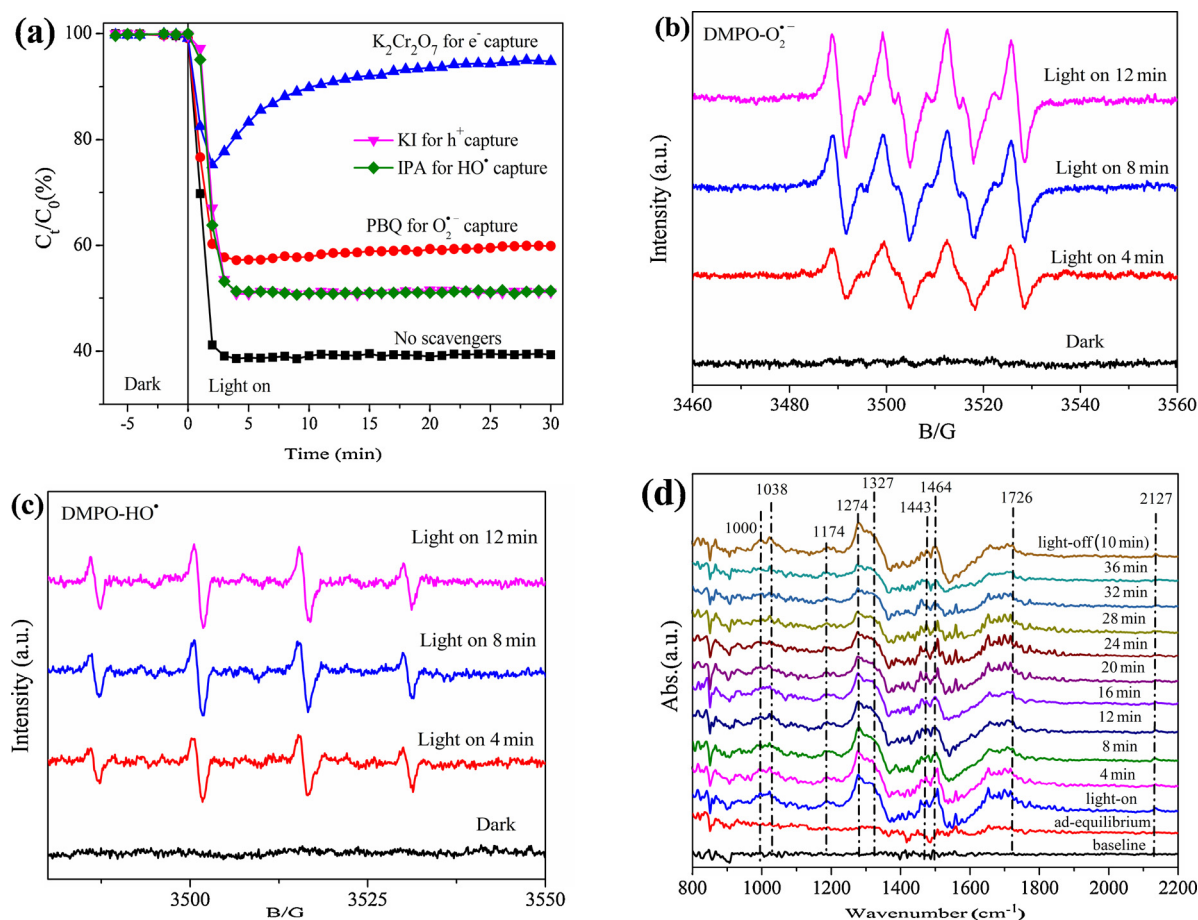 (a)
K₂Cr₂O₇ for e⁻ capture
KI for h⁺ capture
IPA for HO• capture
PBQ for O₂•⁻ capture
No scavengers
Dark
Light on
100
80
60
40
-5
0
5
10
15
20
25
30
Cₜ/C₀(%)
Time (min)
(b)
DMPO-O₂•⁻
Light on 12 min
Light on 8 min
Light on 4 min
Dark
Intensity (a.u.)
3460
3480
3500
3520
3540
3560
B/G
(c)
DMPO-HO•
Light on 12 min
Light on 8 min
Light on 4 min
Dark
Intensity (a.u.)
3500
3525
3550
B/G
(d)
1000
1038
1174
1274
1327
1443
1464
1726
2127
light-off (10 min)
36 min
32 min
28 min
24 min
20 min
16 min
12 min
8 min
4 min
light-on
ad-equilibrium
baseline
Abs.(a.u.)
800
1000
1200
1400
1600
1800
2000
2200
Wavenumber (cm⁻¹)